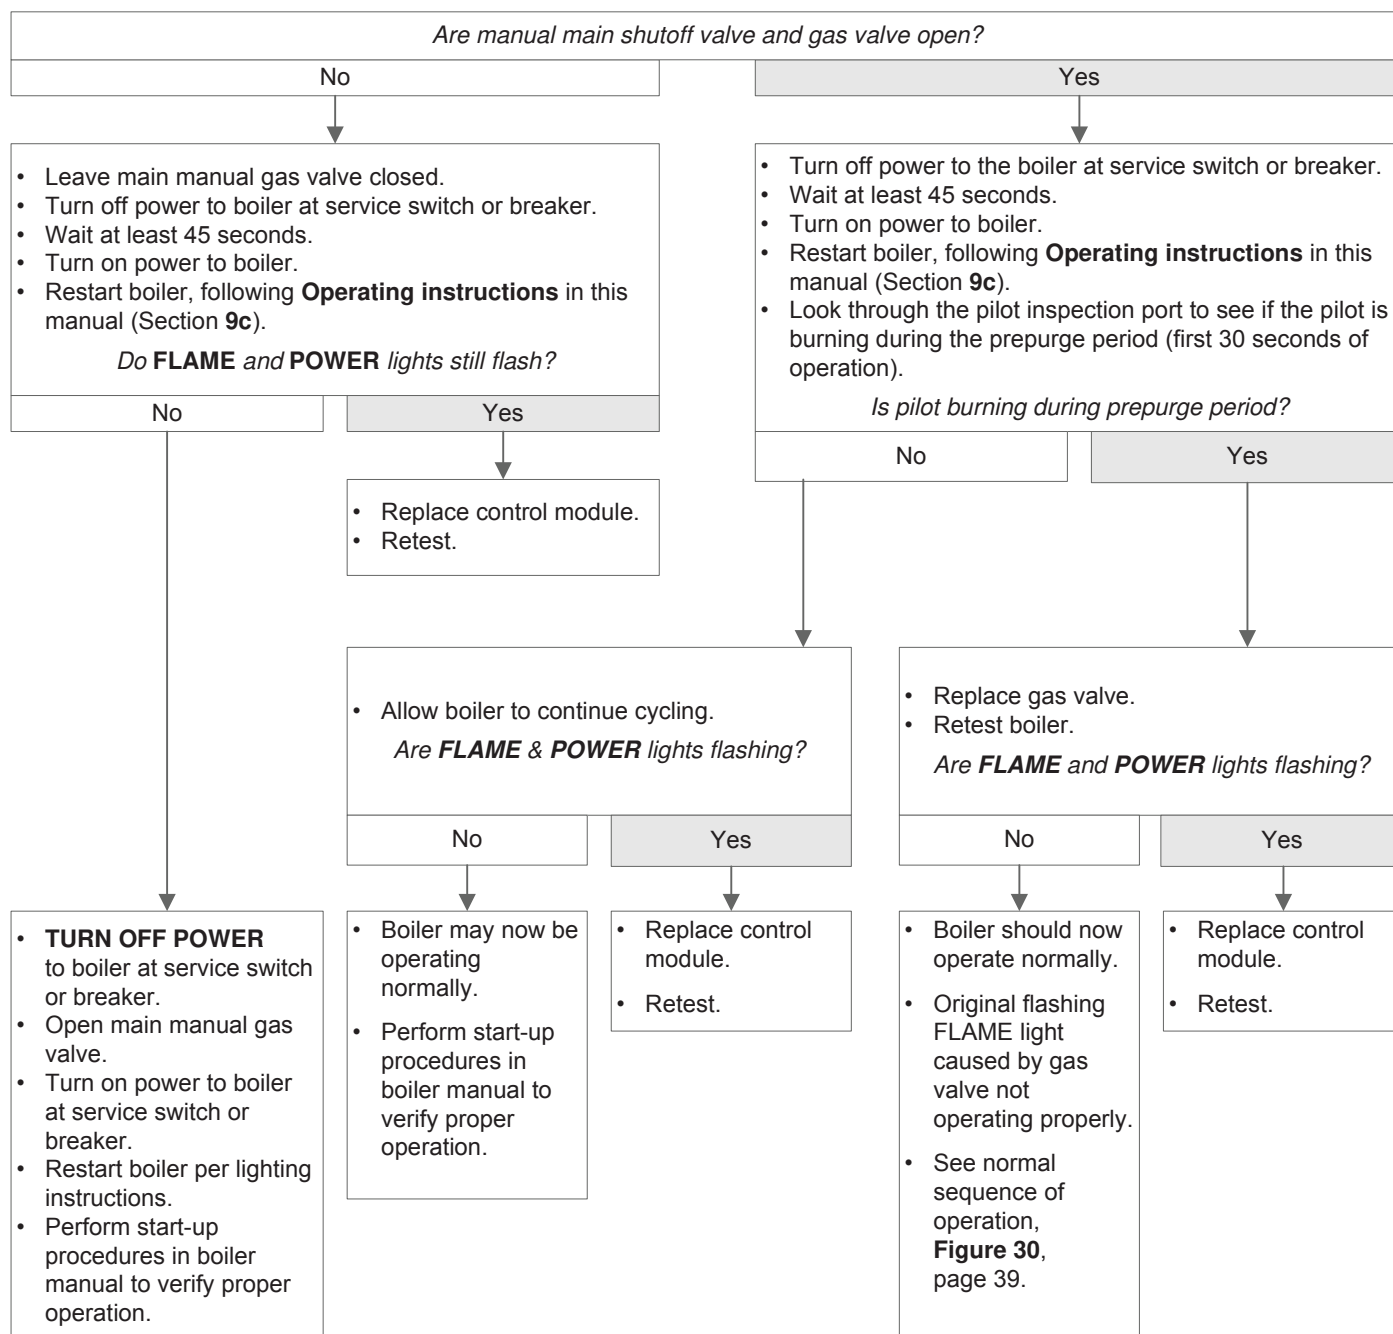 Are manual main shutoff valve and gas valve open?
No
Yes
• Leave main manual gas valve closed.
• Turn off power to boiler at service switch or breaker.
• Wait at least 45 seconds.
• Turn on power to boiler.
• Restart boiler, following Operating instructions in this
manual (Section 9c).
Do FLAME and POWER lights still flash?
No
Yes
• Turn off power to the boiler at service switch or breaker.
• Wait at least 45 seconds.
• Turn on power to boiler.
• Restart boiler, following Operating instructions in this
manual (Section 9c).
• Look through the pilot inspection port to see if the pilot is
burning during the prepurge period (first 30 seconds of
operation).
Is pilot burning during prepurge period?
No
Yes
• Replace control module.
• Retest.
• Allow boiler to continue cycling.
Are FLAME & POWER lights flashing?
No
Yes
• Replace gas valve.
• Retest boiler.
Are FLAME and POWER lights flashing?
No
Yes
• TURN OFF POWER
to boiler at service switch
or breaker.
• Open main manual gas
valve.
• Turn on power to boiler
at service switch or
breaker.
• Restart boiler per lighting
instructions.
• Perform start-up
procedures in boiler
manual to verify proper
operation.
• Boiler may now be
operating
normally.
• Perform start-up
procedures in
boiler manual to
verify proper
operation.
• Replace control
module.
• Retest.
• Boiler should now
operate normally.
• Original flashing
FLAME light
caused by gas
valve not
operating properly.
• See normal
sequence of
operation,
Figure 30,
page 39.
• Replace control
module.
• Retest.